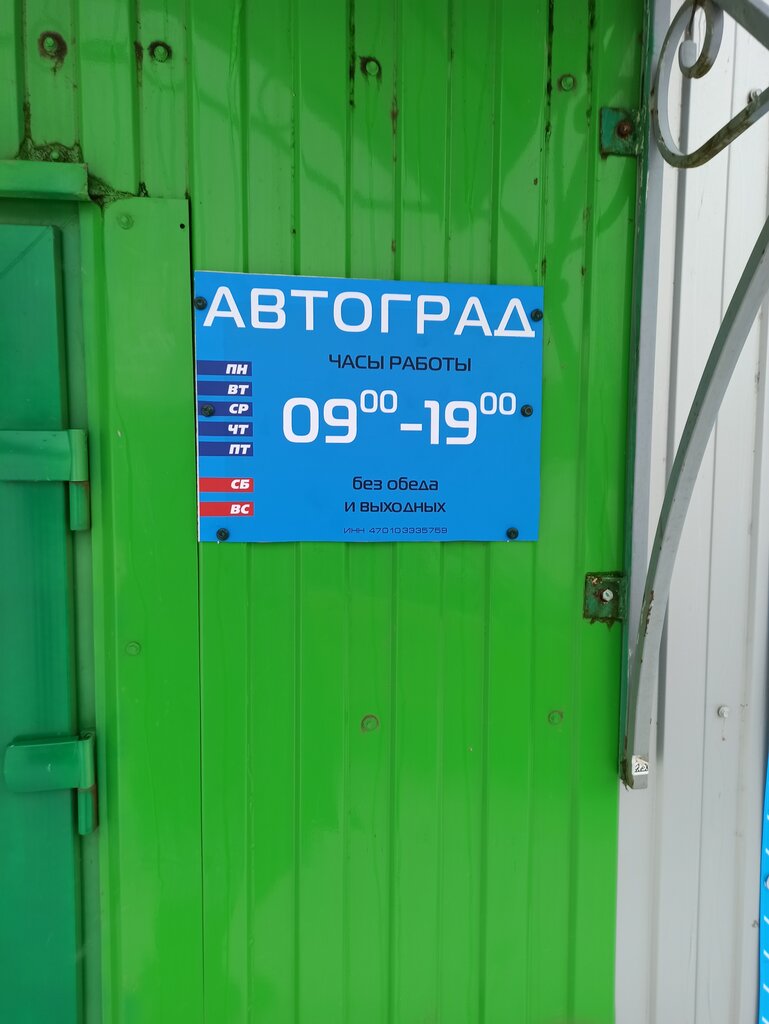 АВТОГРАД
ЧАСЫ РАБОТЫ
ПН
ВТ
СР
ЧТ
ПТ
СБ
ВС
09⁰⁰-19⁰⁰
без обеда
и выходных
ИНН 470103335759